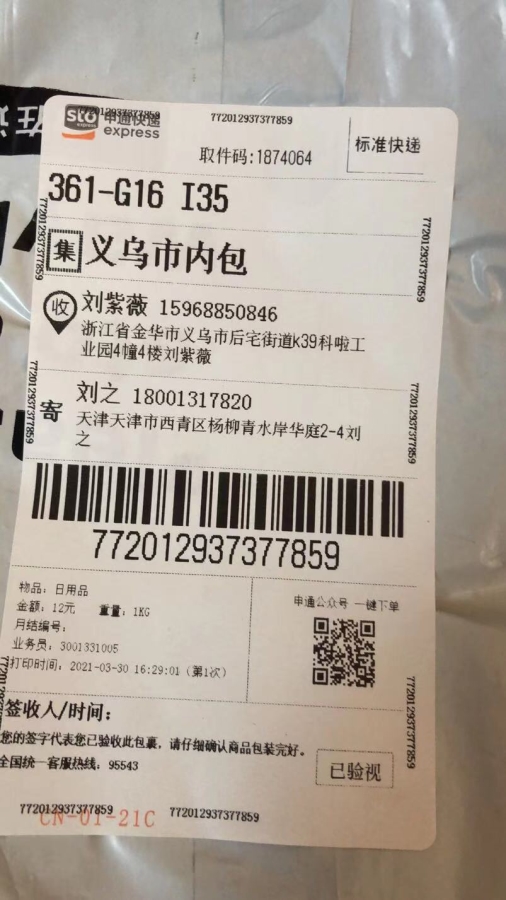 772012937377859
772012937377859
sto 申通快递
express
express
标准快递
取件码:1874064
361-G16 I35
集 义乌市内包
收 刘紫薇 15968850846
浙江省金华市义乌市后宅街道k39科啦工
业园4幢4楼刘紫薇
寄 刘之 18001317820
天津天津市西青区杨柳青水岸华庭2-4刘
之
772012937377859
772012937377859
772012937377859
772012937377859
772012937377859
物品: 日用品
金额: 12元 重量: 1KG
月结编号:
业务员: 3001331005
打印时间: 2021-03-30 16:29:01 (第1次)
申通公众号 一键下单
772012937377859
签收人/时间:
您的签字代表您已验收此包裹, 请仔细确认商品包装完好。
全国统一客服热线: 95543
已验视
772012937377859
CN-01-21C
772012937377859